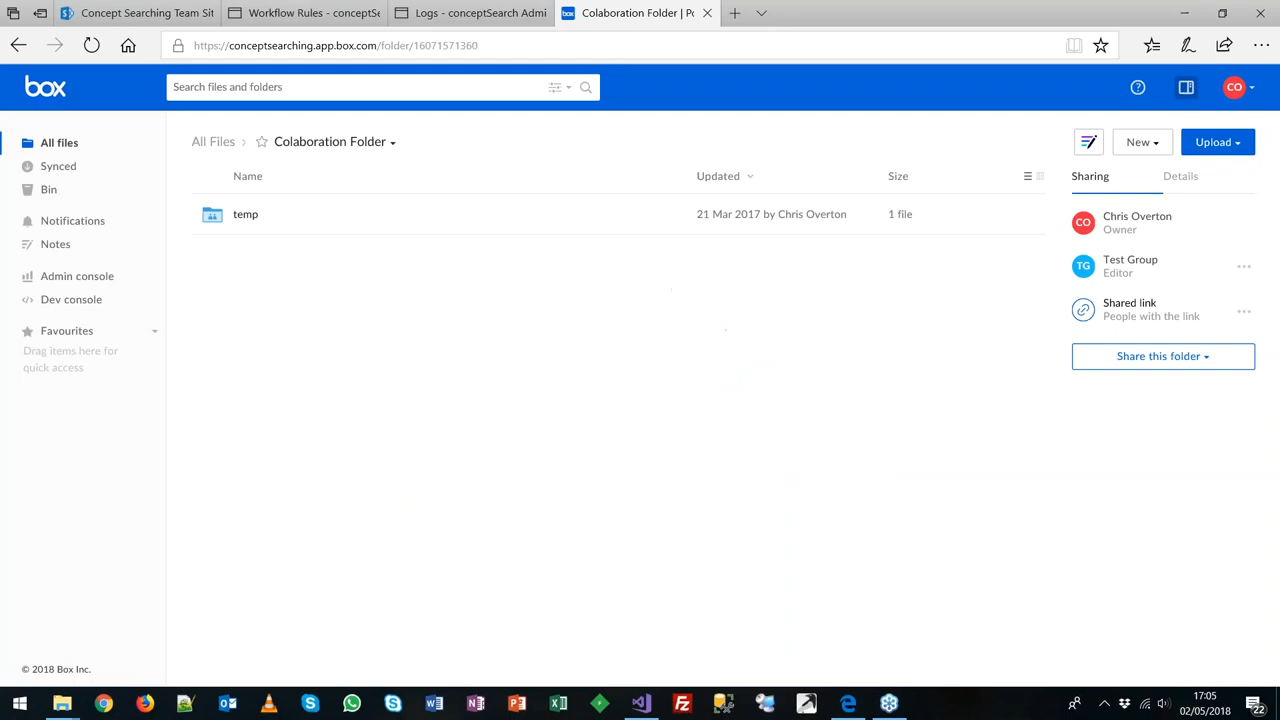 Concept Searching Team Sit
Workflow Rules - conceptSe
Logs - conceptSearch Admi
Colaboration Folder | Po
https://conceptsearching.app.box.com/folder/16071571360
box
Search files and folders
CO
All files
Synced
Bin
Notifications
Notes
Admin console
Dev console
Favourites
Drag items here for
quick access
© 2018 Box Inc.
All Files
Colaboration Folder
New
Upload
Name
Updated
Size
temp
21 Mar 2017 by Chris Overton
1 file
Sharing
Details
CO
Chris Overton
Owner
TG
Test Group
Editor
Shared link
People with the link
Share this folder
17:05
02/05/2018
22